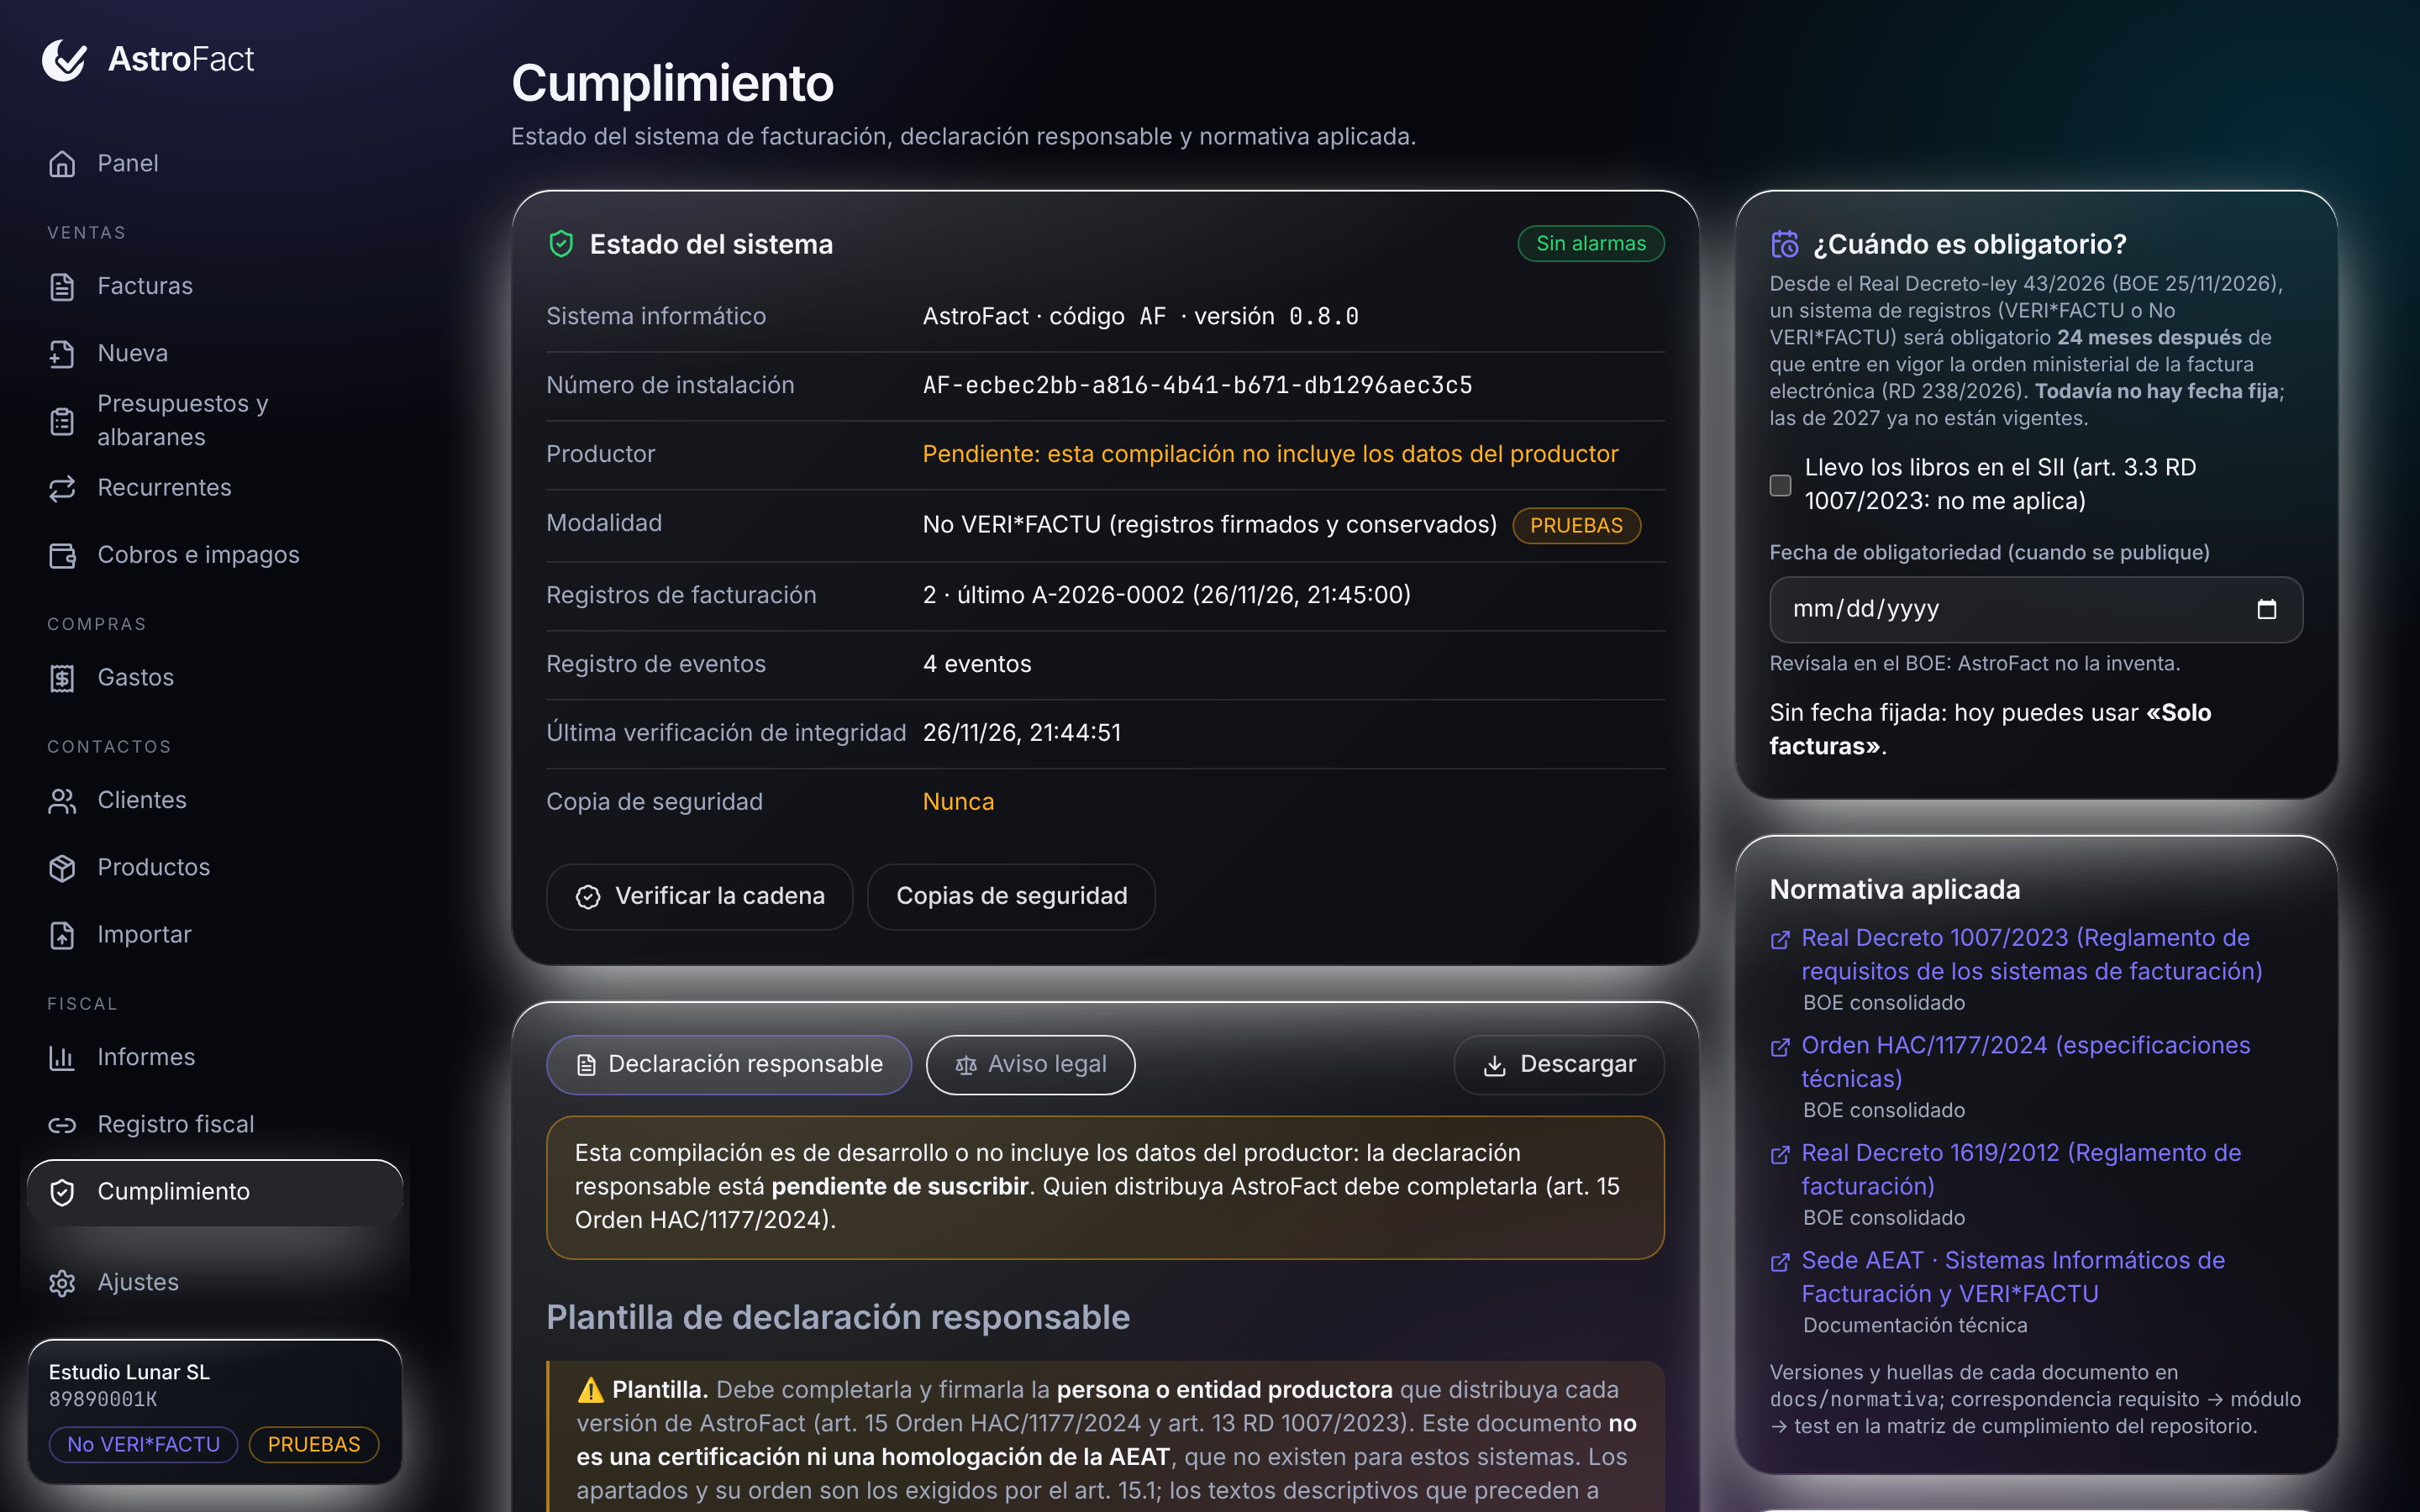 AstroFact
Panel
VENTAS
Facturas
Nueva
Presupuestos y
albaranes
Recurrentes
Cobros e impagos
COMPRAS
Gastos
CONTACTOS
Clientes
Productos
Importar
FISCAL
Informes
Registro fiscal
Cumplimiento
Ajustes
Estudio Lunar SL
89890001K
No VERI*FACTU PRUEBAS
Cumplimiento
Estado del sistema de facturación, declaración responsable y normativa aplicada.
Estado del sistema Sin alarmas
Sistema informático AstroFact · código AF · versión 0.8.0
Número de instalación AF-ecbec2bb-a816-4b41-b671-db1296aec3c5
Productor Pendiente: esta compilación no incluye los datos del productor
Modalidad No VERI*FACTU (registros firmados y conservados) PRUEBAS
Registros de facturación 2 · último A-2026-0002 (26/11/26, 21:45:00)
Registro de eventos 4 eventos
Última verificación de integridad 26/11/26, 21:44:51
Copia de seguridad Nunca
Verificar la cadena Copias de seguridad
Declaración responsable Aviso legal Descargar
Esta compilación es de desarrollo o no incluye los datos del productor: la declaración
responsable está pendiente de suscribir. Quien distribuya AstroFact debe completarla (art. 15
Orden HAC/1177/2024).
Plantilla de declaración responsable
⚠️ Plantilla. Debe completarla y firmarla la persona o entidad productora que distribuya cada
versión de AstroFact (art. 15 Orden HAC/1177/2024 y art. 13 RD 1007/2023). Este documento no
es una certificación ni una homologación de la AEAT, que no existen para estos sistemas. Los
apartados y su orden son los exigidos por el art. 15.1; los textos descriptivos que preceden a
¿Cuándo es obligatorio?
Desde el Real Decreto-ley 43/2026 (BOE 25/11/2026),
un sistema de registros (VERI*FACTU o No
VERI*FACTU) será obligatorio 24 meses después de
que entre en vigor la orden ministerial de la factura
electrónica (RD 238/2026). Todavía no hay fecha fija;
las de 2027 ya no están vigentes.
Llevo los libros en el SII (art. 3.3 RD
1007/2023: no me aplica)
Fecha de obligatoriedad (cuando se publique)
mm/dd/yyyy
Revísala en el BOE: AstroFact no la inventa.
Sin fecha fijada: hoy puedes usar «Solo
facturas».
Normativa aplicada
Real Decreto 1007/2023 (Reglamento de
requisitos de los sistemas de facturación)
BOE consolidado
Orden HAC/1177/2024 (especificaciones
técnicas)
BOE consolidado
Real Decreto 1619/2012 (Reglamento de
facturación)
BOE consolidado
Sede AEAT · Sistemas Informáticos de
Facturación y VERI*FACTU
Documentación técnica
Versiones y huellas de cada documento en
docs/normativa; correspondencia requisito → módulo
→ test en la matriz de cumplimiento del repositorio.